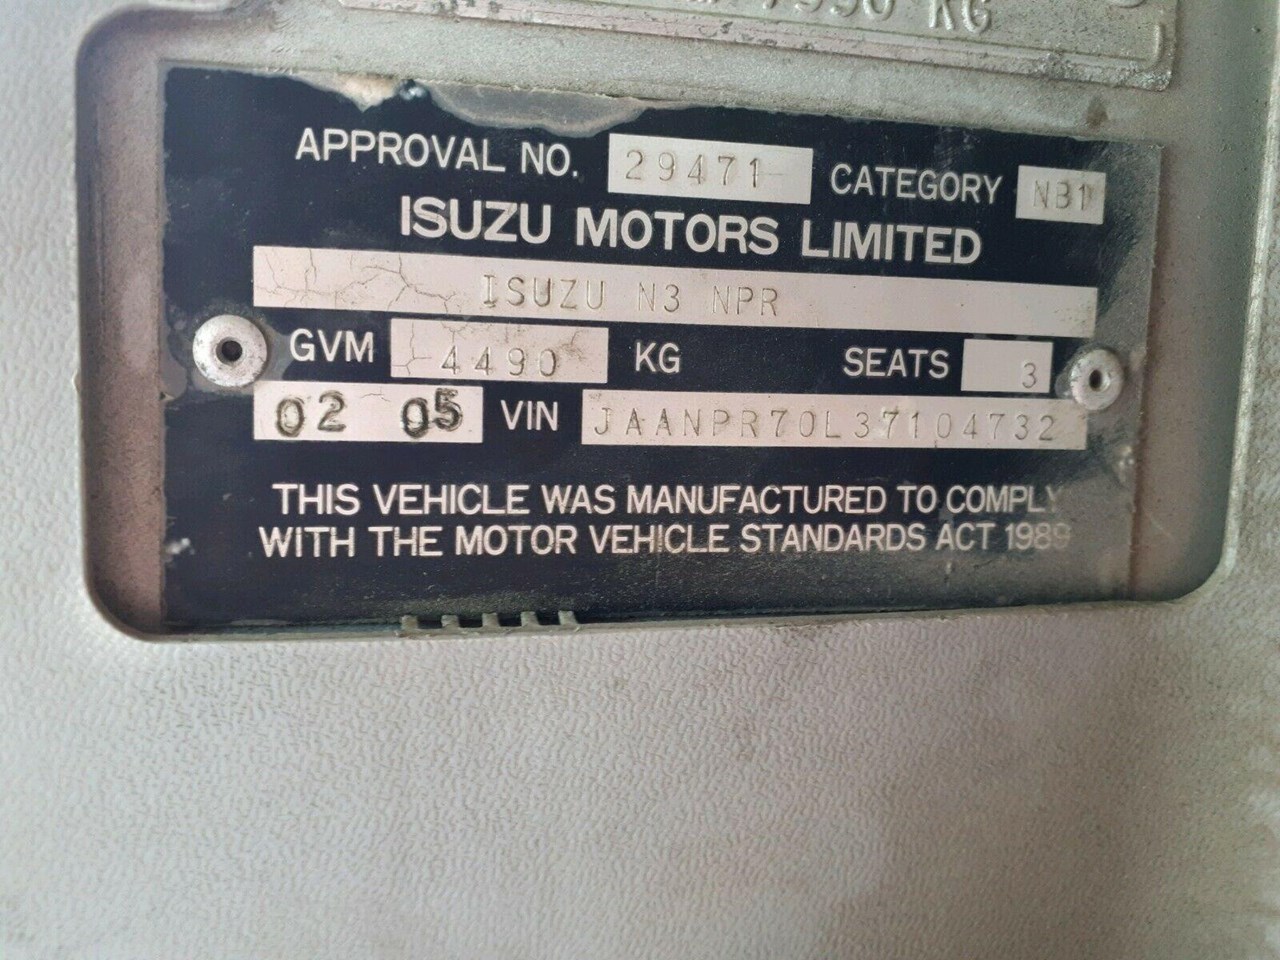 KG
APPROVAL NO. 29471 CATEGORY NB1
ISUZU MOTORS LIMITED
ISUZU N3 NPR
GVM 4490 KG SEATS 3
02 05 VIN JAANPR70L37104732
THIS VEHICLE WAS MANUFACTURED TO COMPLY
WITH THE MOTOR VEHICLE STANDARDS ACT 1989